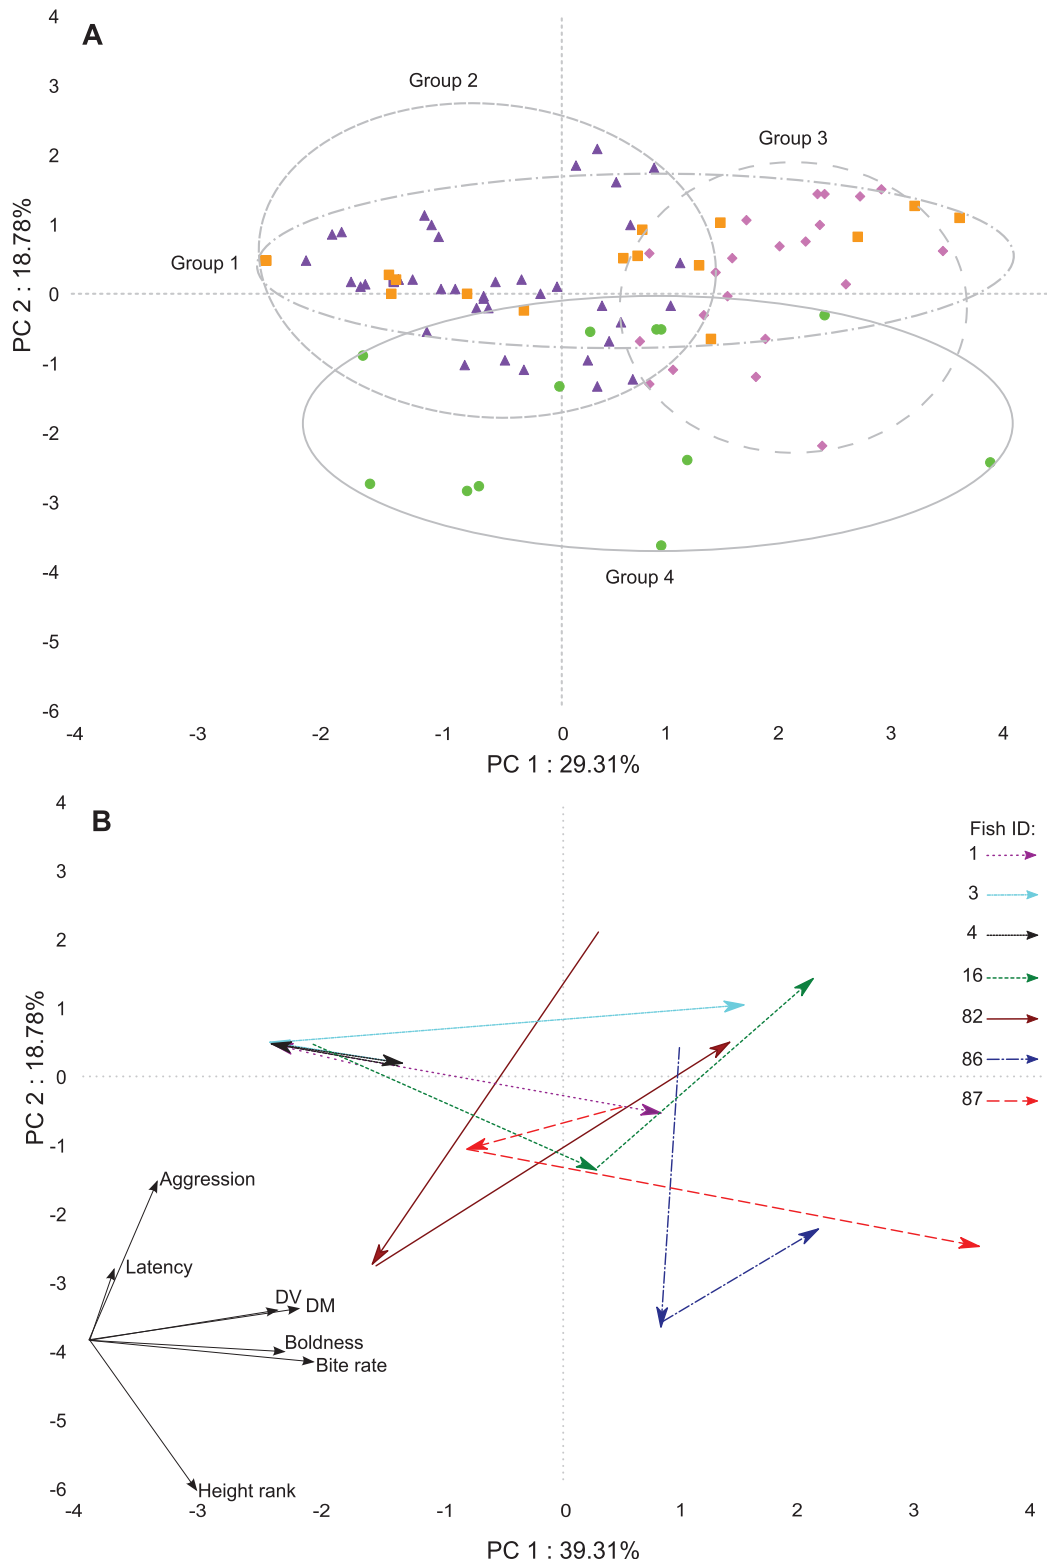 A
4
3
2
1
0
-1
-2
-3
-4
-5
-6
PC 2 : 18.78%
Group 2
Group 3
Group 1
Group 4
-4 -3 -2 -1 0 1 2 3 4
PC 1 : 29.31%
B
4
3
2
1
0
-1
-2
-3
-4
-5
-6
PC 2 : 18.78%
Fish ID:
1
3
4
16
82
86
87
Aggression
Latency
DV DM
Boldness
Bite rate
Height rank
-4 -3 -2 -1 0 1 2 3 4
PC 1 : 39.31%